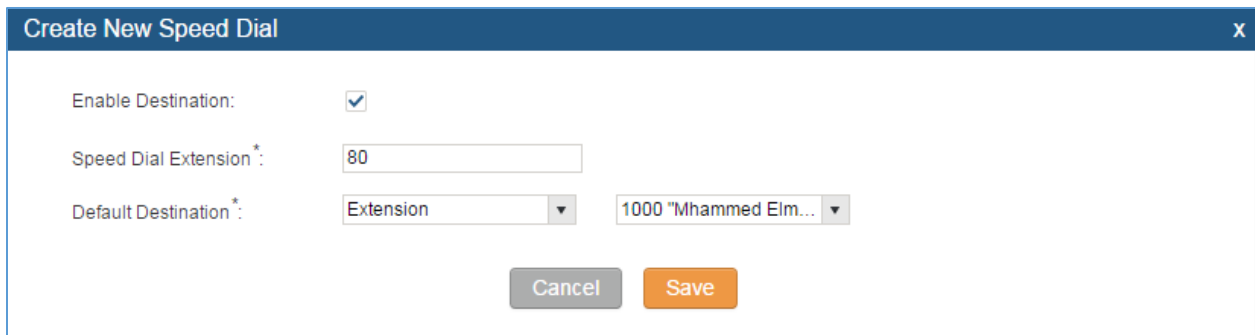 Create New Speed Dial x
Enable Destination:
Speed Dial Extension*: 80
Default Destination*: Extension 1000 "Mhammed Elm...
Cancel Save